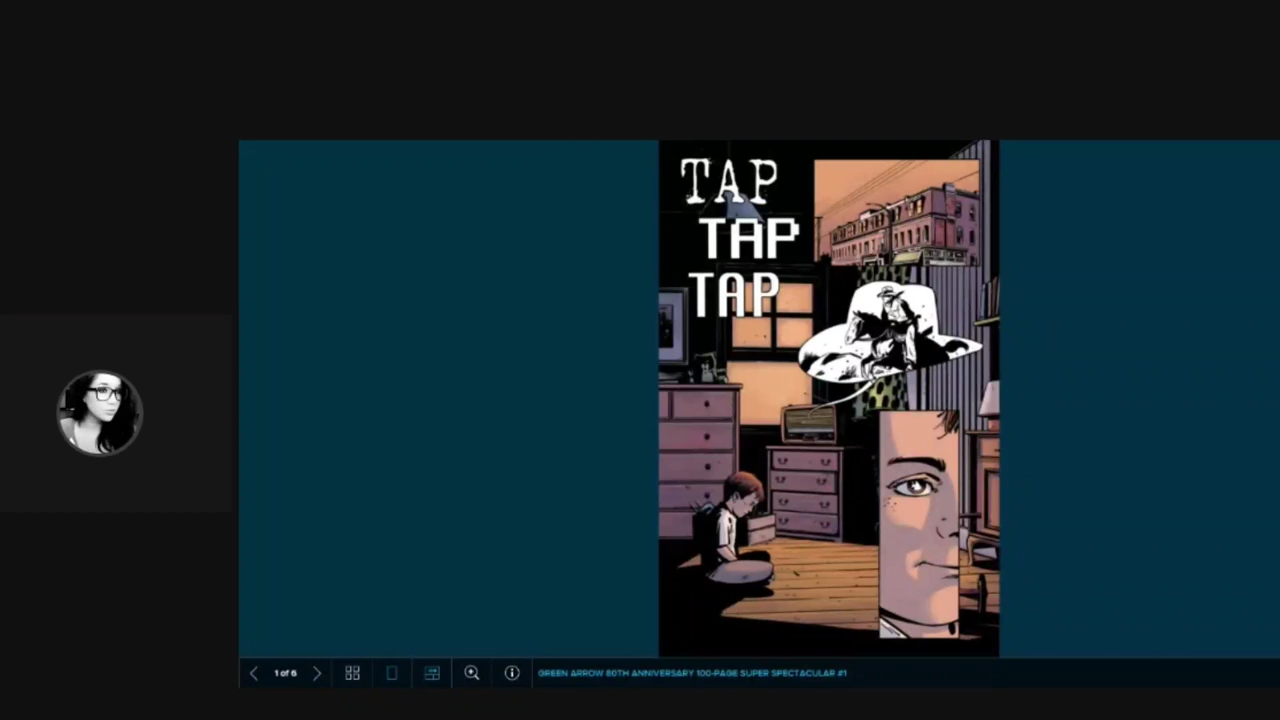 TAP
TAP
TAP
1 of 6
GREEN ARROW 80TH ANNIVERSARY 100-PAGE SUPER SPECTACULAR #1